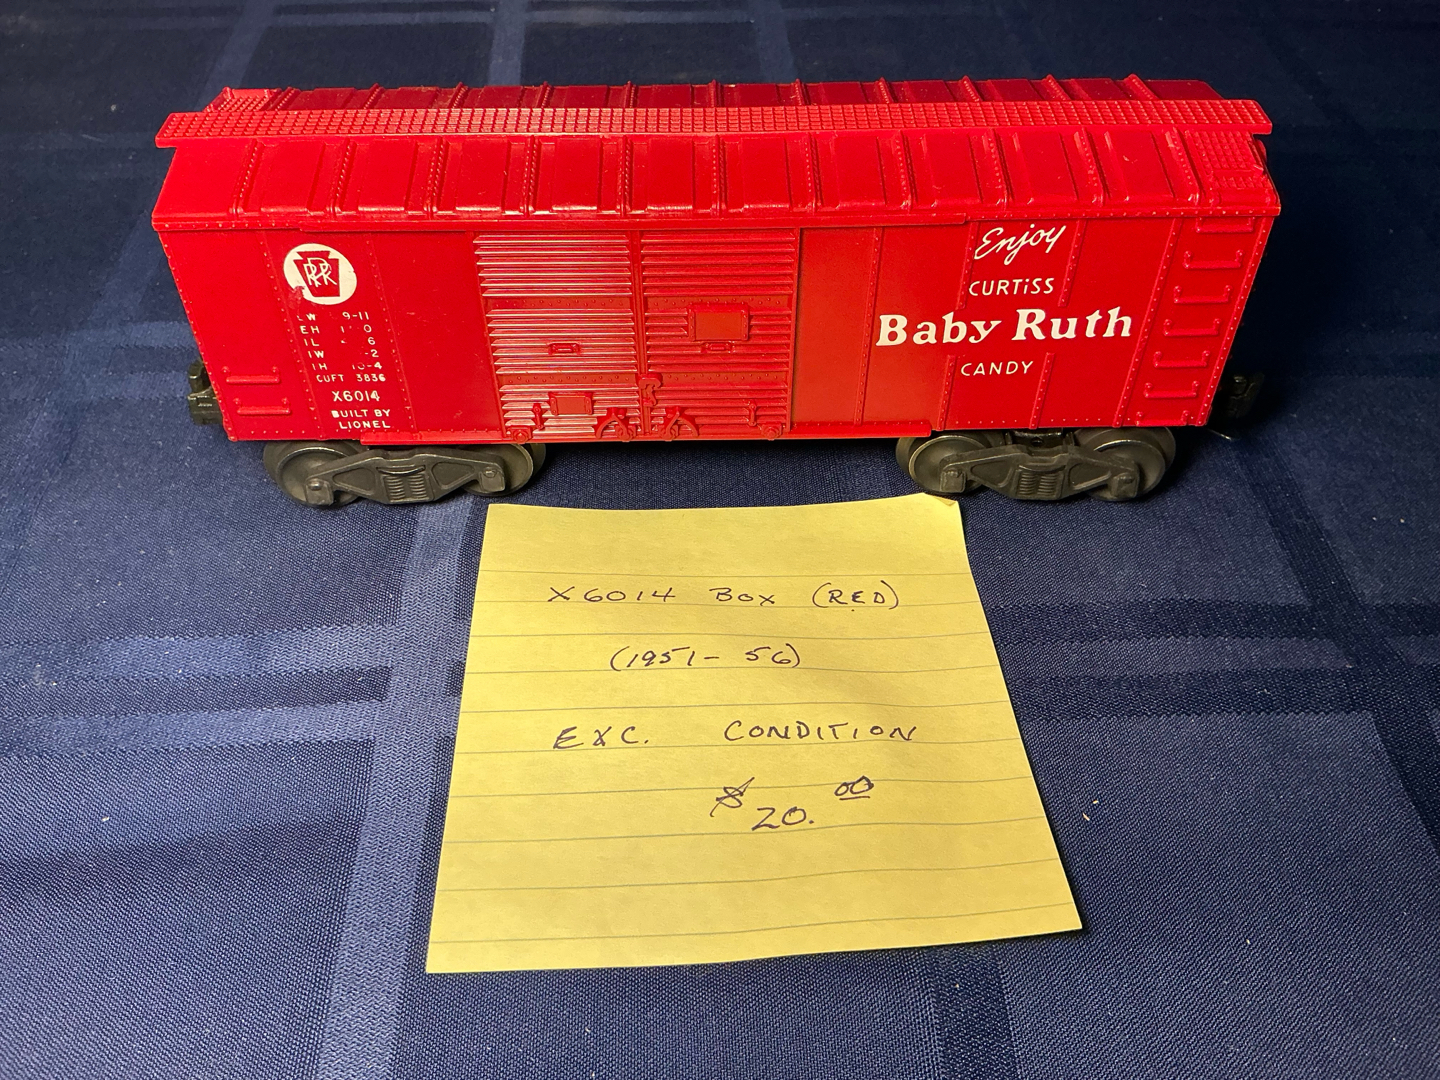 PRR
W 9-11
EH 1 0
IL 6
IW -2
IH 10-4
CUFT 3836
X6014
BUILT BY
LIONEL
Enjoy
CURTiSS
Baby Ruth
CANDY
X6014 BOX (RED)
(1951-56)
EXC. CONDITION
$20.00